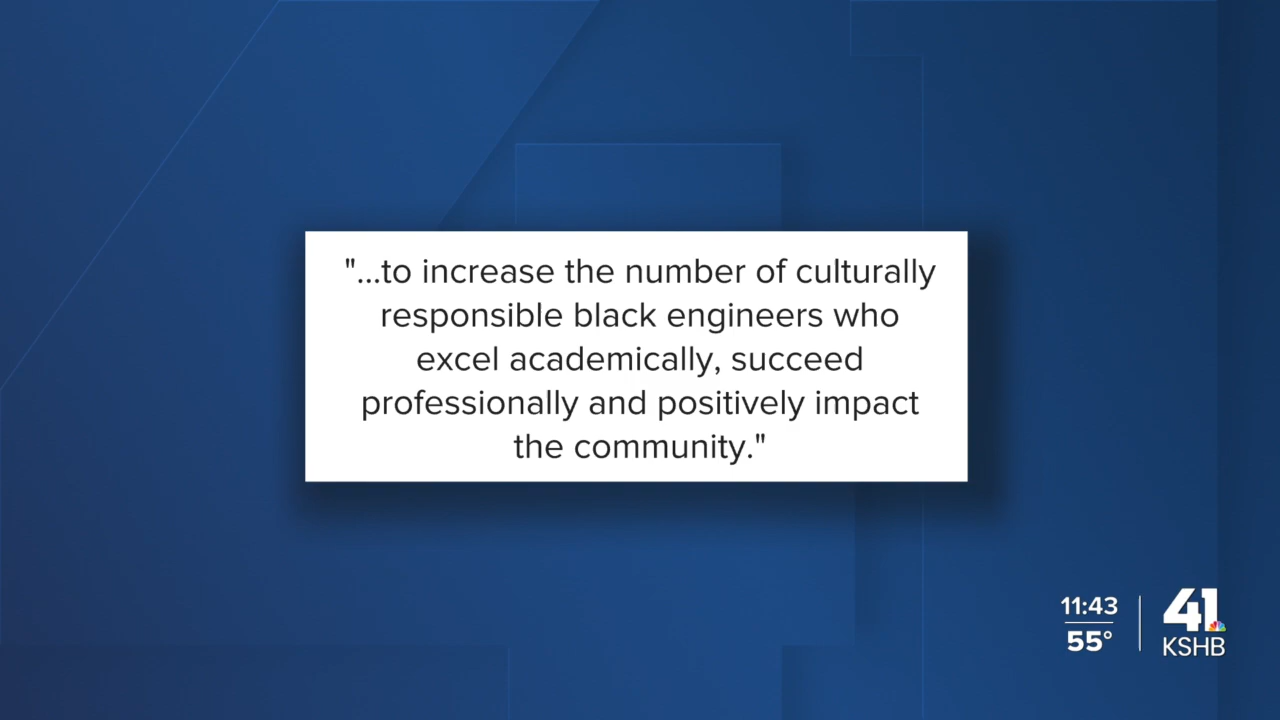 "...to increase the number of culturally
responsible black engineers who
excel academically, succeed
professionally and positively impact
the community."
11:43
55°
41
KSHB